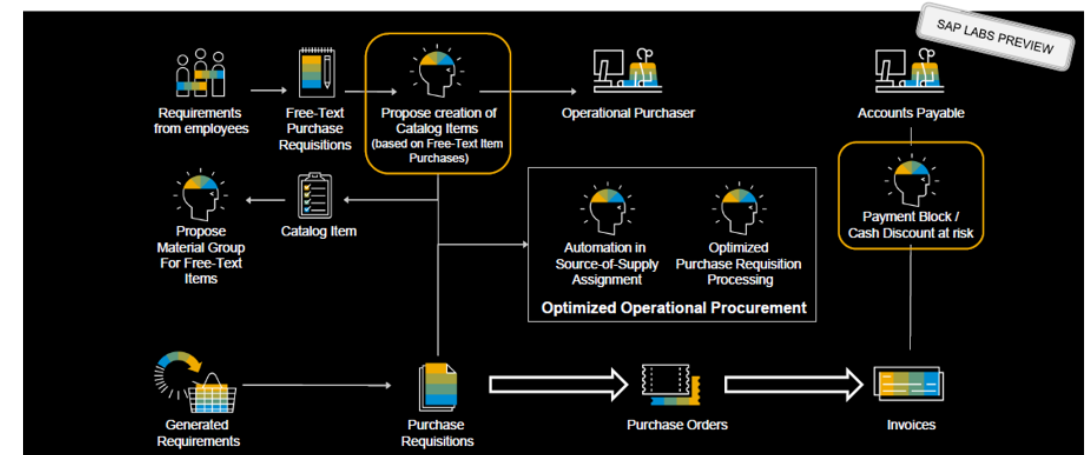 SAP LABS PREVIEW
Requirements
from employees
Free-Text
Purchase
Requisitions
Propose creation of
Catalog Items
(based on Free-Text Item
Purchases)
Operational Purchaser
Accounts Payable
Propose
Material Group
For Free-Text
Items
Catalog Item
Automation in
Source-of-Supply
Assignment
Optimized
Purchase Requisition
Processing
Optimized Operational Procurement
Payment Block /
Cash Discount at risk
Generated
Requirements
Purchase
Requisitions
Purchase Orders
Invoices